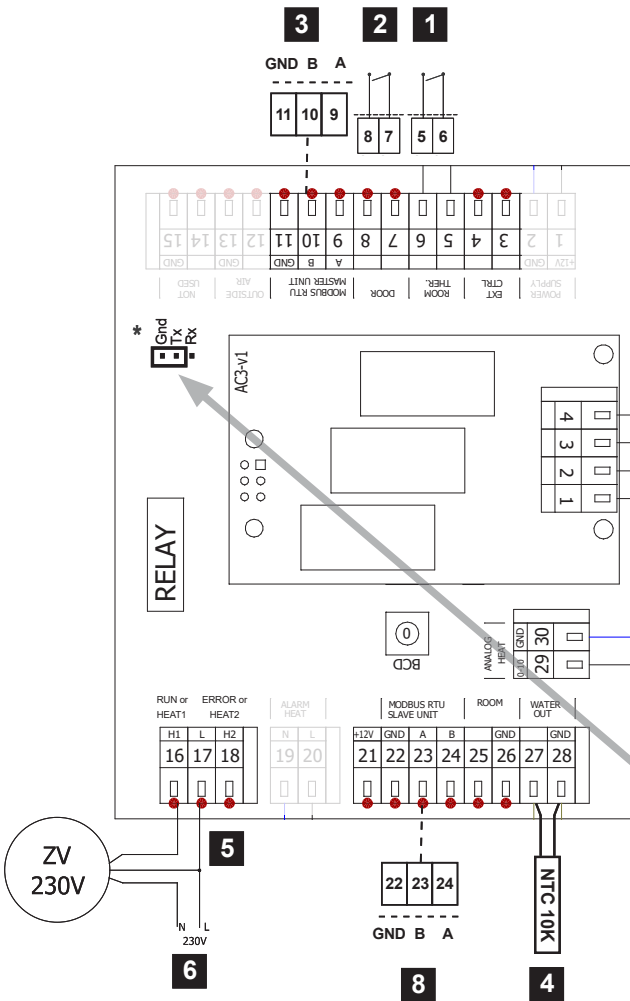 3 2 1
GND B A
11 10 9
8 7
5 6
15 14 13 12 11 10 9 8 7 6 5 4 3 2 1
GND GND GND B A GND +12V
NOT USED
OUTSIDE AIR
MODBUS RTU MASTER UNIT
DOOR
ROOM THER.
EXT CTRL
POWER SUPPLY
*
Gnd
Tx
Rx
AC3-v1
4
3
2
1
RELAY
0
BCD
ANALOG HEAT
0-10 GND
29 30
RUN or HEAT1
ERROR or HEAT2
ALARM HEAT
MODBUS RTU SLAVE UNIT
ROOM
WATER OUT
H1 L H2 N L +12V GND A B GND GND
16 17 18 19 20 21 22 23 24 25 26 27 28
5
ZV
230V
N L
230V
6
22 23 24
GND B A
8
NTC 10K
4